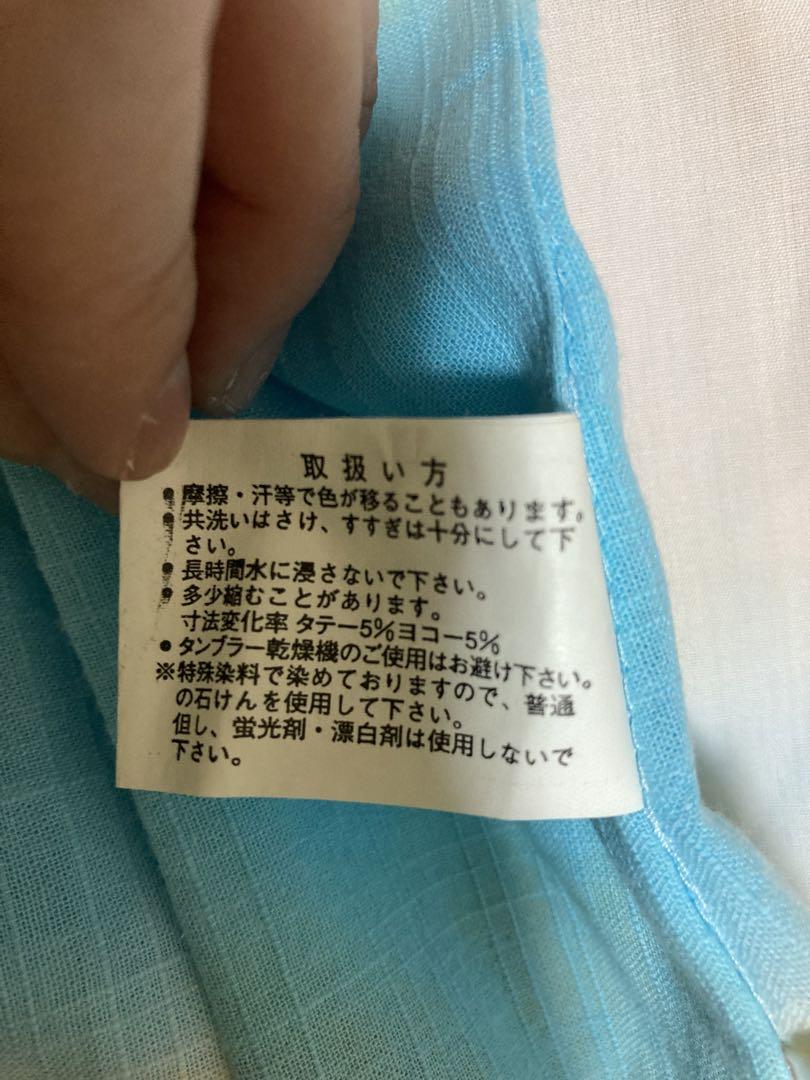 取扱い方
●摩擦・汗等で色が移ることもあります。
●共洗いはさけ、すすぎは十分にして下
さい。
●長時間水に浸さないで下さい。
●多少縮むことがあります。
寸法変化率 タテー5%ヨコー5%
●タンブラー乾燥機のご使用はお避け下さい。
※特殊染料で染めておりますので、普通
の石けんを使用して下さい。
但し、蛍光剤・漂白剤は使用しないで
下さい。